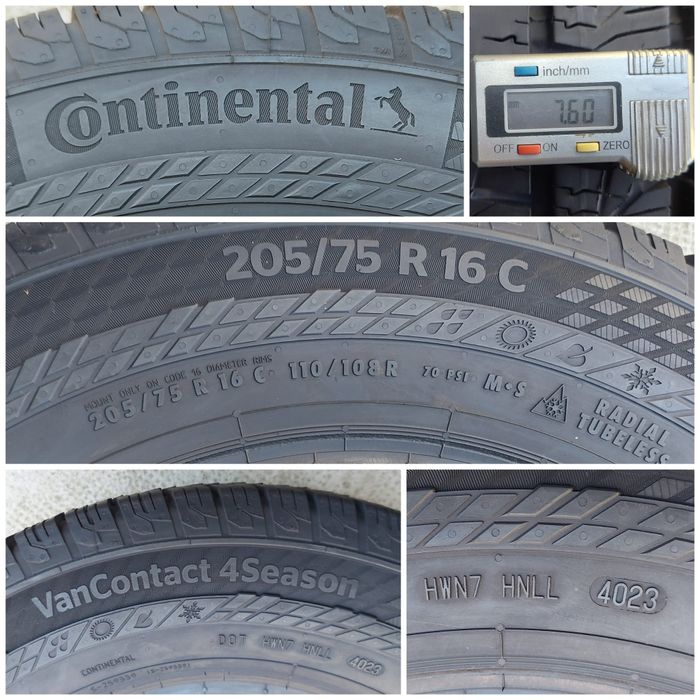 Continental
inch/mm
7.60
OFF ON ZERO
205/75 R 16 C
MOUNT ONLY ON CODE 16 DIAMETER RIMS
205/75 R 16 C 110/108 R 70 PSI M+S RADIAL
TUBELESS
VanContact 4Season
CONTINENTAL DOT HWN7 HNLL 4023
HWN7 HNLL 4023